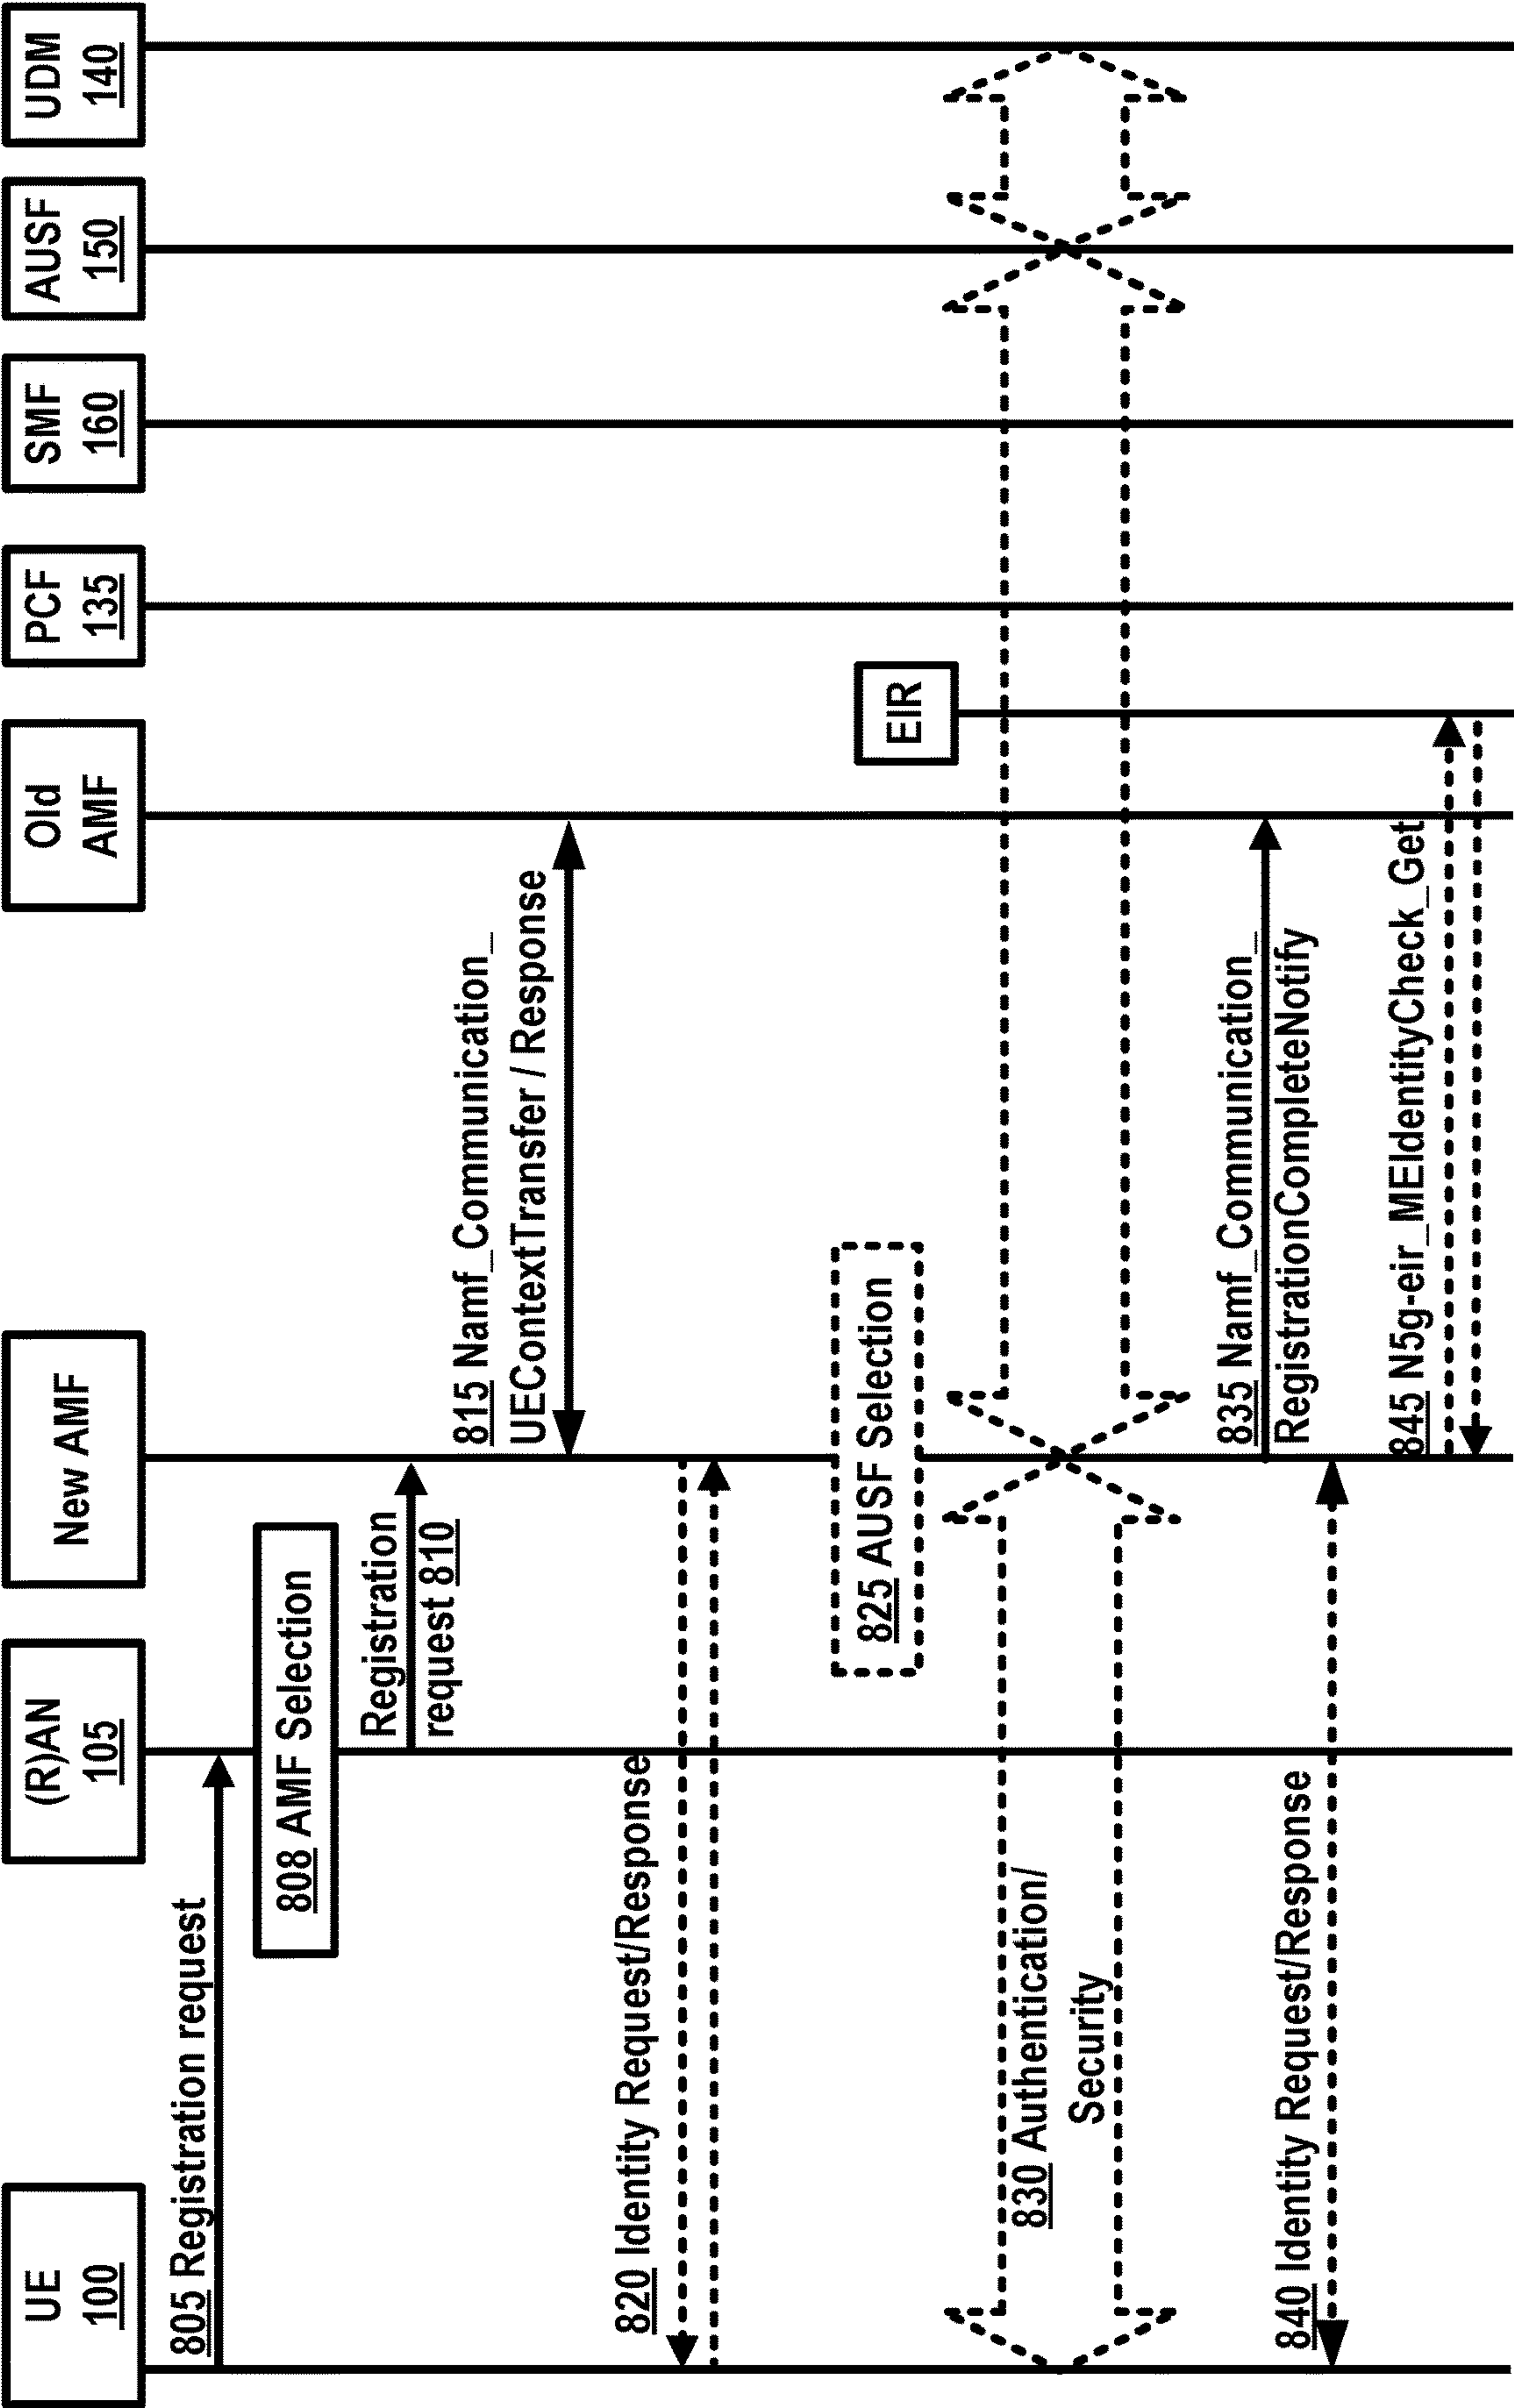 UE
100
(R)AN
105
New AMF
Old
AMF
PCF
135
SMF
160
AUSF
150
UDM
140
805 Registration request
808 AMF Selection
Registration
request 810
815 Namf_Communication_
UEContextTransfer / Response
820 Identity Request/Response
825 AUSF Selection
EIR
830 Authentication/
Security
835 Namf_Communication_
RegistrationCompleteNotify
840 Identity Request/Response
845 N5g-eir_MEIdentityCheck_Get